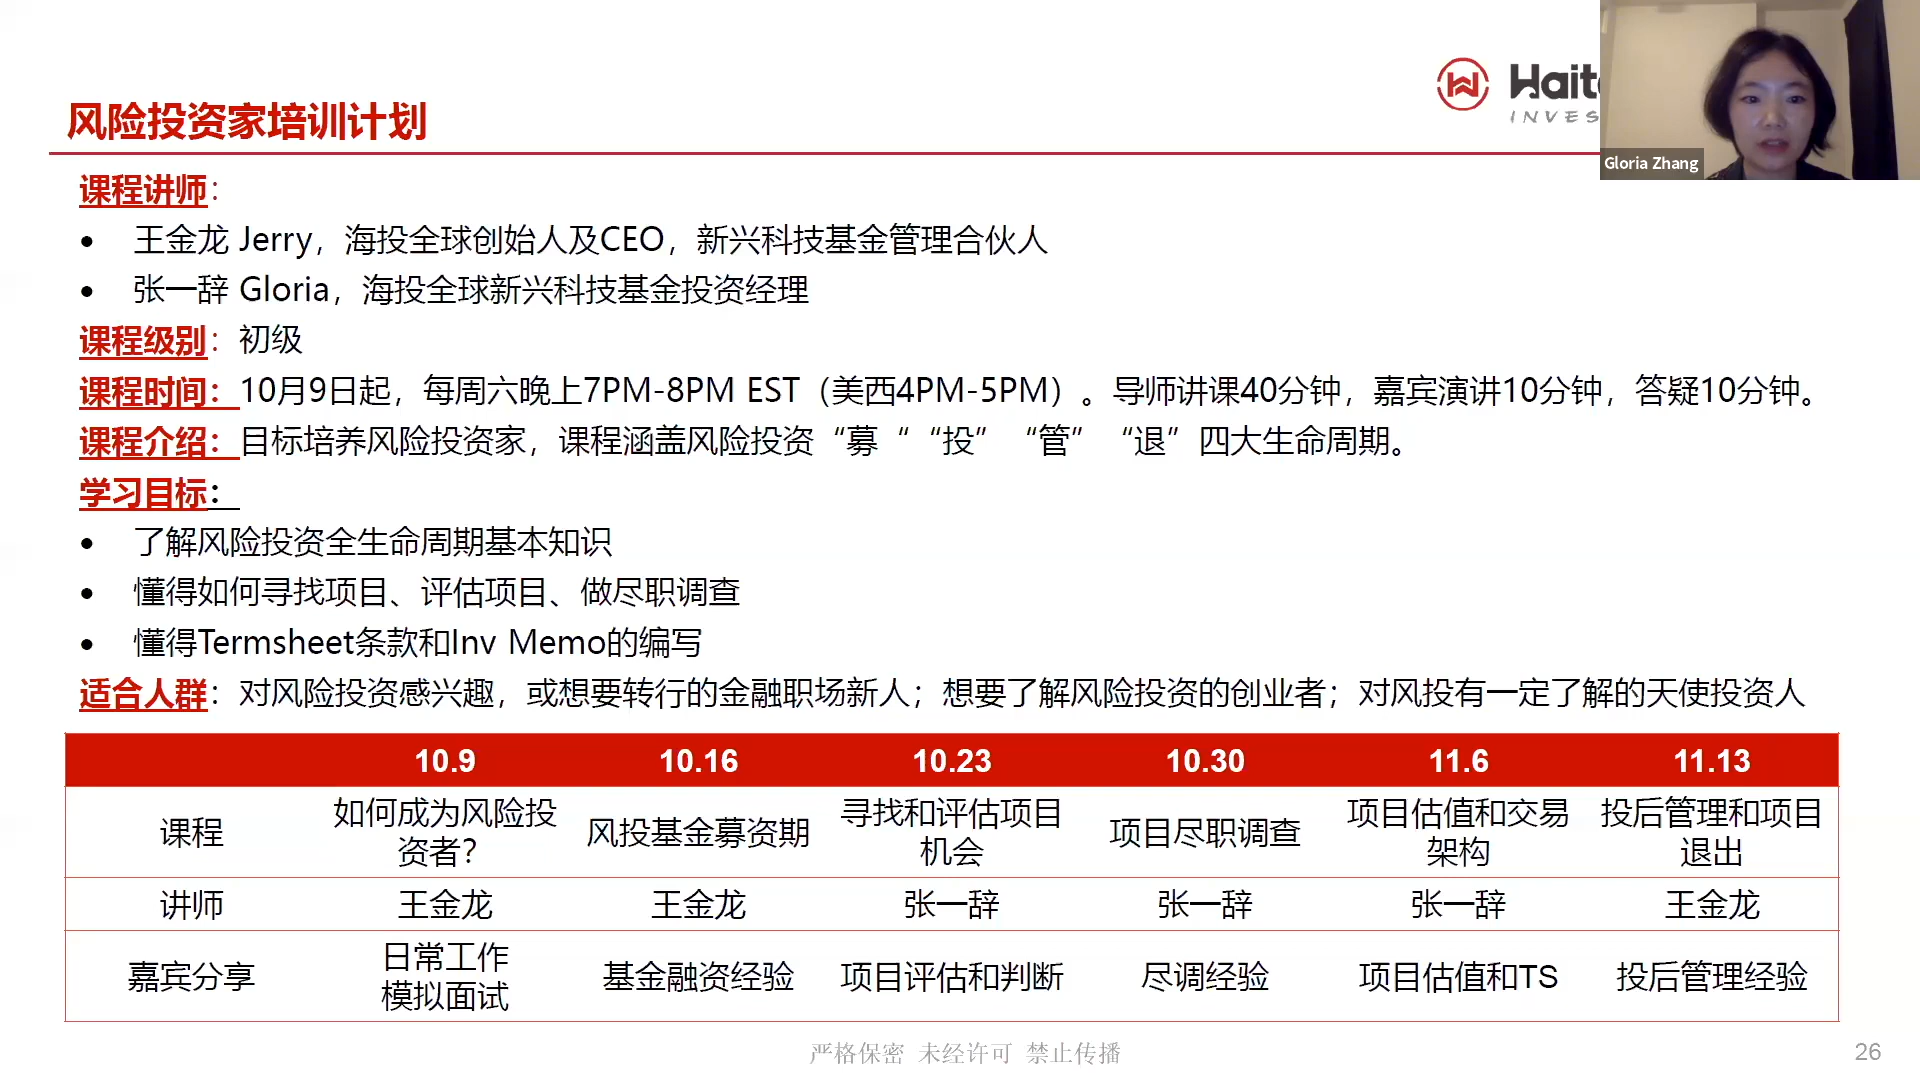 风险投资家培训计划
Gloria Zhang
课程讲师：
• 王金龙 Jerry，海投全球创始人及CEO，新兴科技基金管理合伙人
• 张一辞 Gloria，海投全球新兴科技基金投资经理
课程级别：初级
课程时间：10月9日起，每周六晚上7PM-8PM EST（美西4PM-5PM）。导师讲课40分钟，嘉宾演讲10分钟，答疑10分钟。
课程介绍：目标培养风险投资家，课程涵盖风险投资“募““投”“管”“退”四大生命周期。
学习目标：
• 了解风险投资全生命周期基本知识
• 懂得如何寻找项目、评估项目、做尽职调查
• 懂得Termsheet条款和Inv Memo的编写
适合人群：对风险投资感兴趣，或想要转行的金融职场新人；想要了解风险投资的创业者；对风投有一定了解的天使投资人
10.9 10.16 10.23 10.30 11.6 11.13
课程 如何成为风险投资者？ 风投基金募资期 寻找和评估项目机会 项目尽职调查 项目估值和交易架构 投后管理和项目退出
讲师 王金龙 王金龙 张一辞 张一辞 张一辞 王金龙
嘉宾分享 日常工作 模拟面试 基金融资经验 项目评估和判断 尽调经验 项目估值和TS 投后管理经验
严格保密 未经许可 禁止传播
26